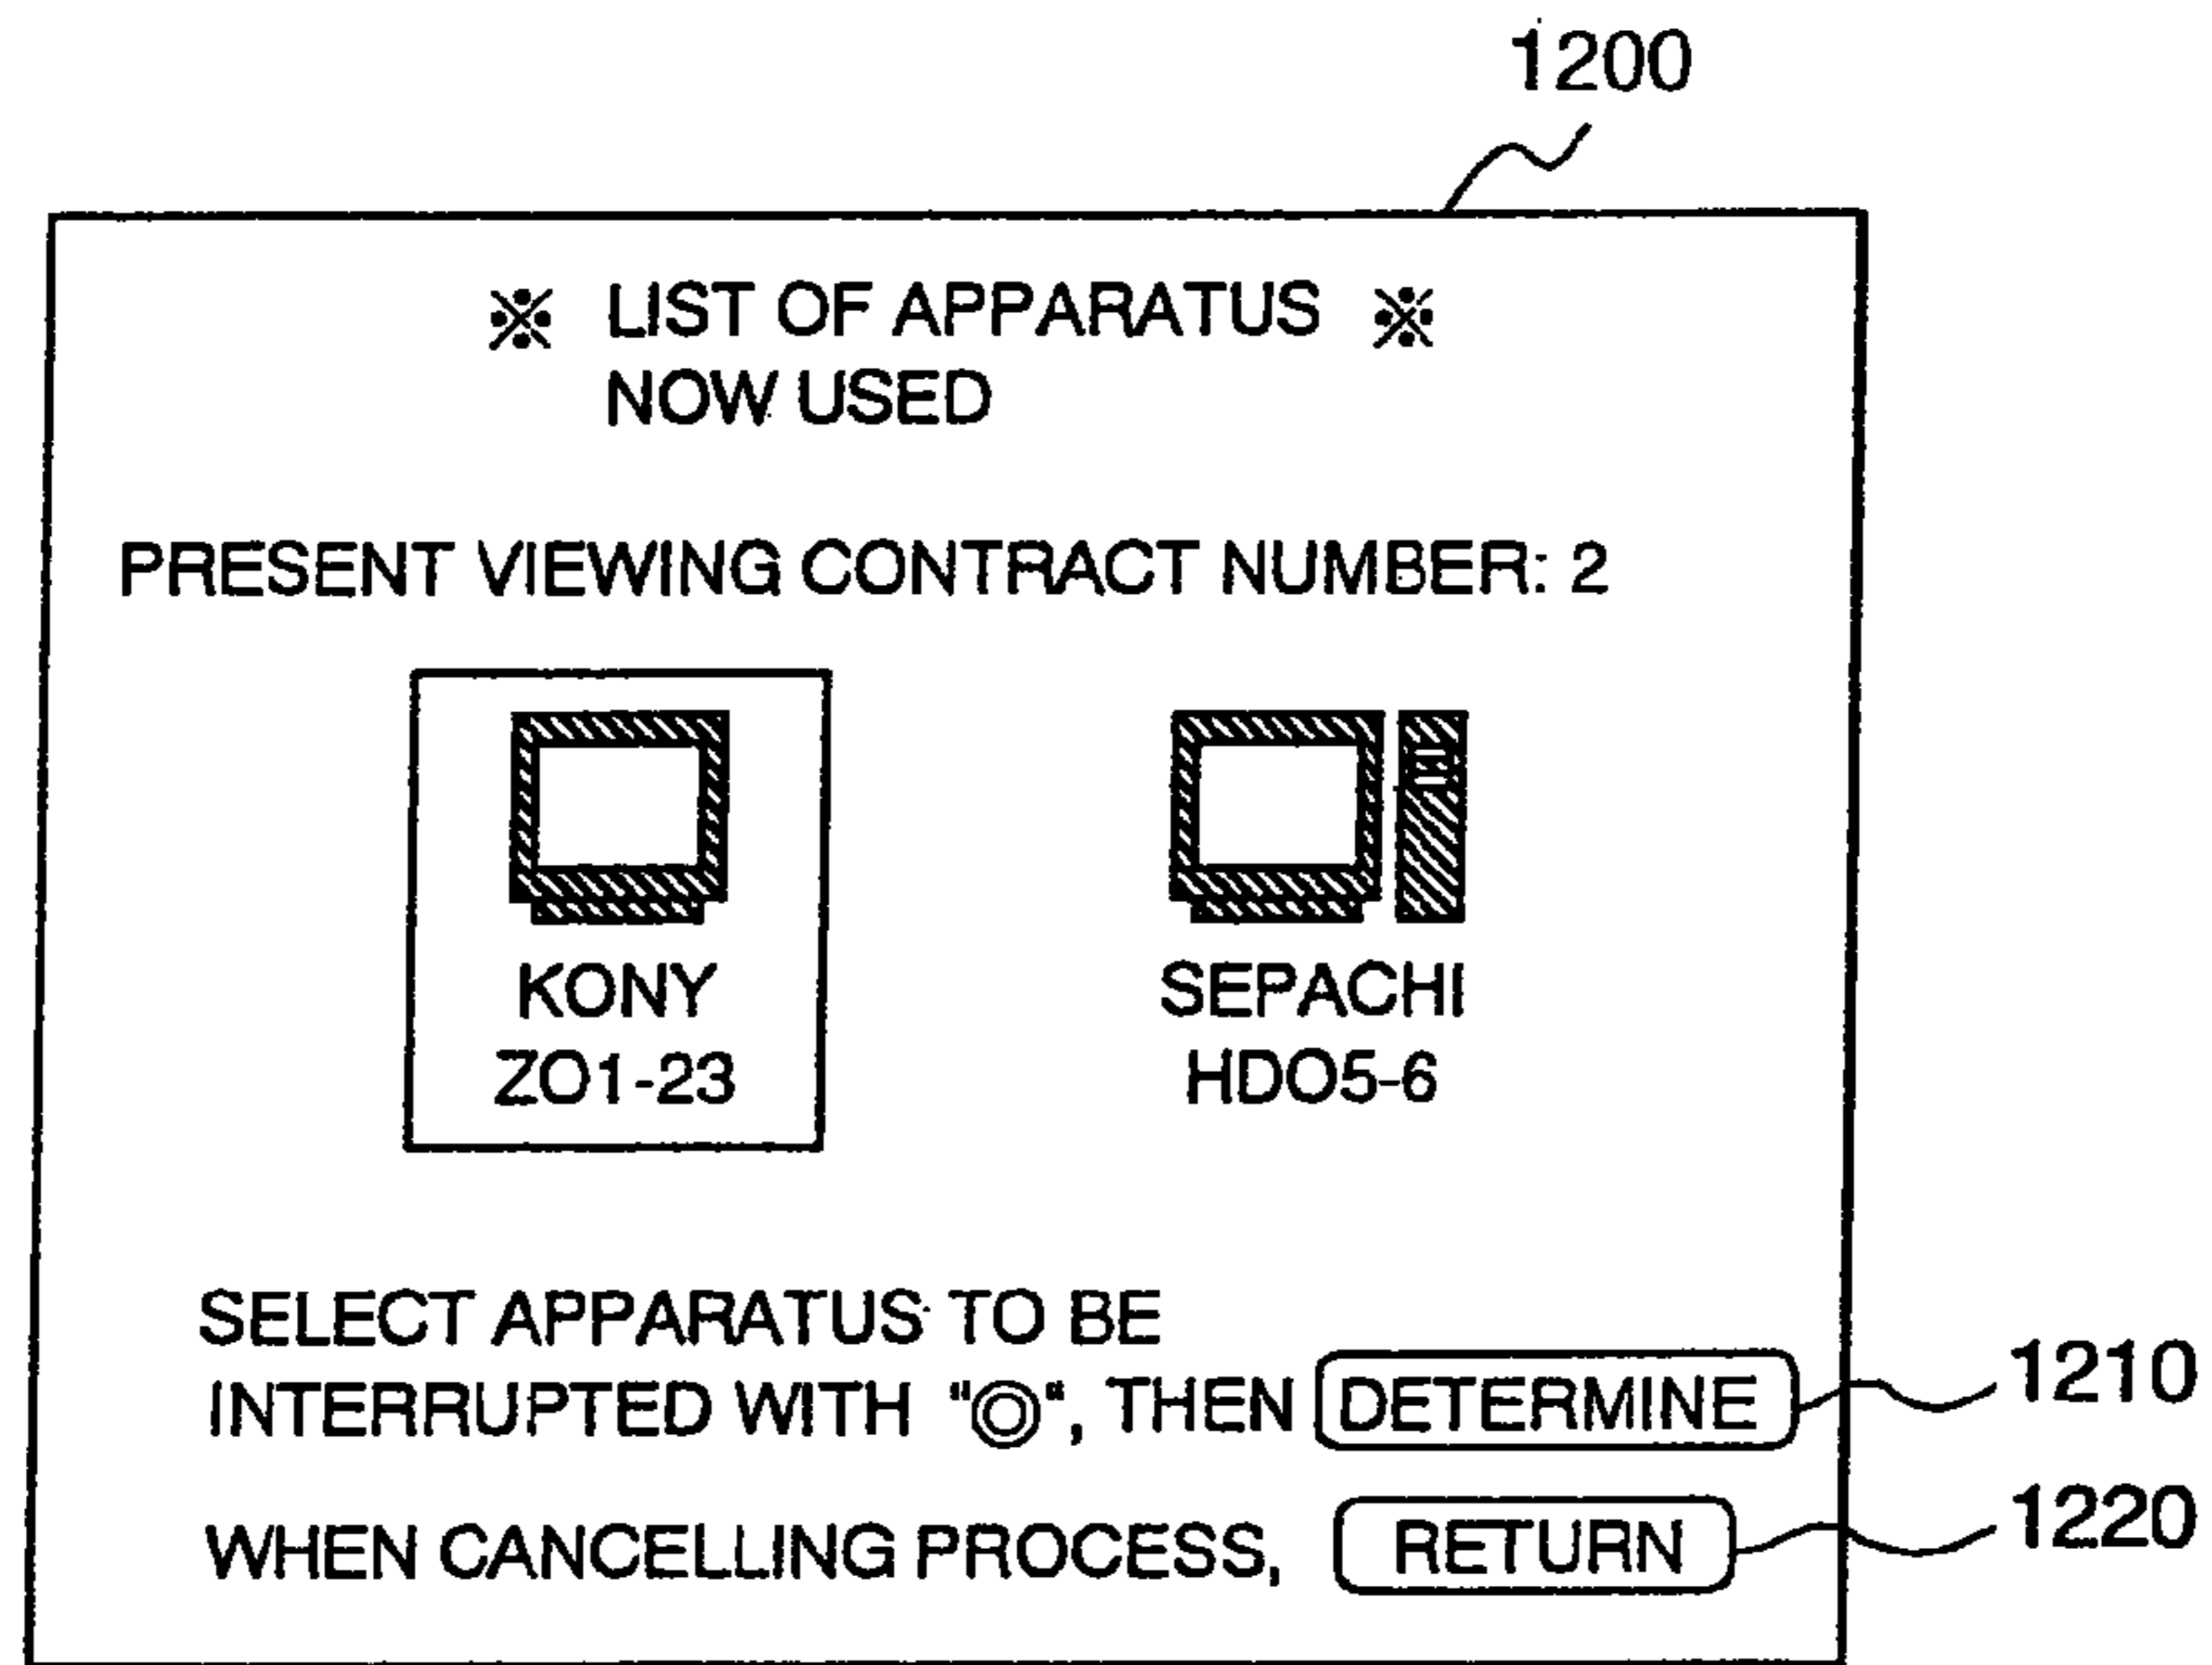 1200
※ LIST OF APPARATUS ※
NOW USED
PRESENT VIEWING CONTRACT NUMBER: 2
KONY
ZO1-23
SEPACHI
HDO5-6
SELECT APPARATUS TO BE
INTERRUPTED WITH "◎", THEN DETERMINE
1210
WHEN CANCELLING PROCESS, RETURN
1220